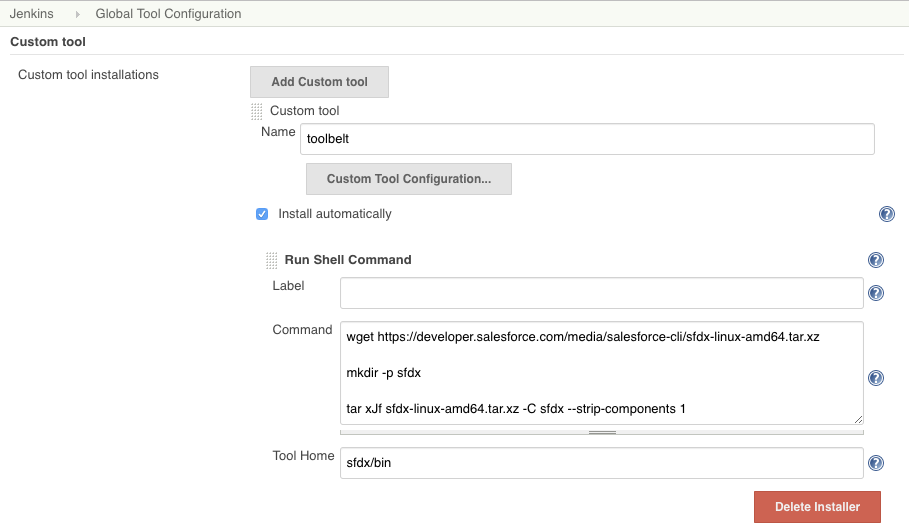 Jenkins Global Tool Configuration
Custom tool
Custom tool installations
Add Custom tool
Custom tool
Name toolbelt
Custom Tool Configuration...
Install automatically
?
Run Shell Command
?
Label
?
Command wget https://developer.salesforce.com/media/salesforce-cli/sfdx-linux-amd64.tar.xz
mkdir -p sfdx
?
tar xJf sfdx-linux-amd64.tar.xz -C sfdx --strip-components 1
Tool Home sfdx/bin
?
Delete Installer